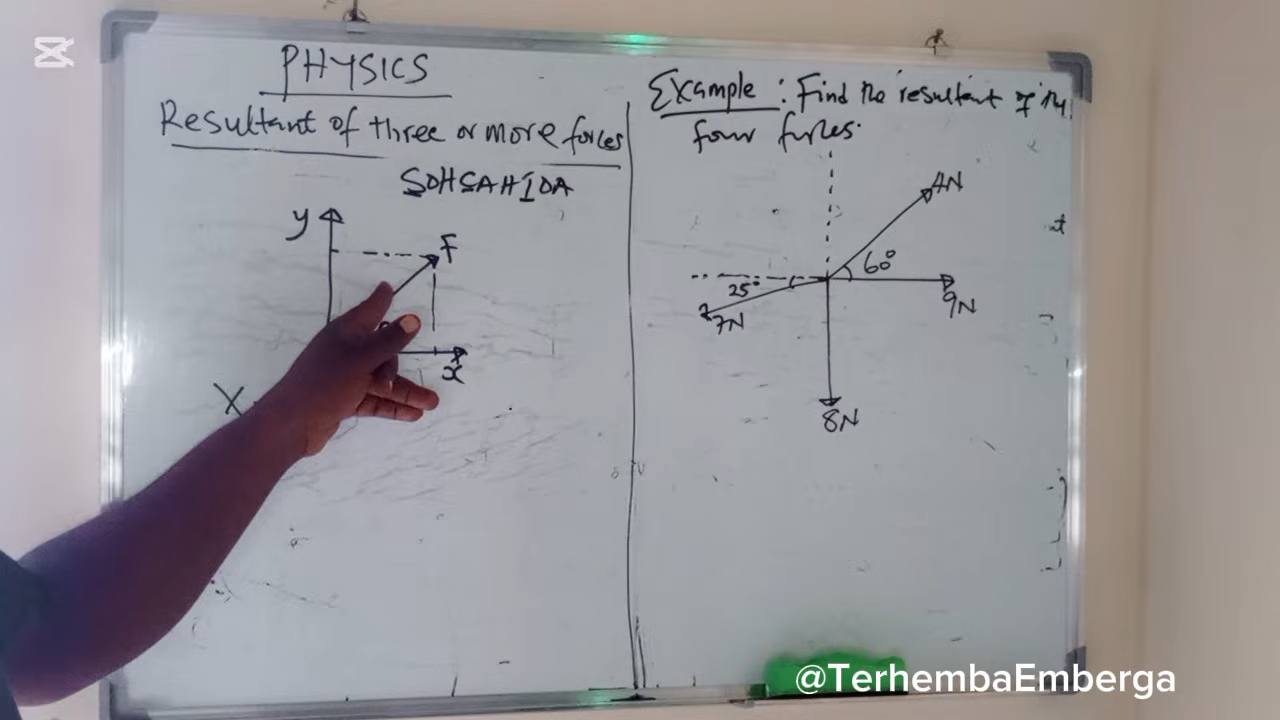 PHYSICS
Resultant of three or more forces
SOHCAHTOA
y
F
x
X
Example: Find the resultant of the
four forces.
4N
60°
25°
9N
7N
8N
@TerhembaEmberga